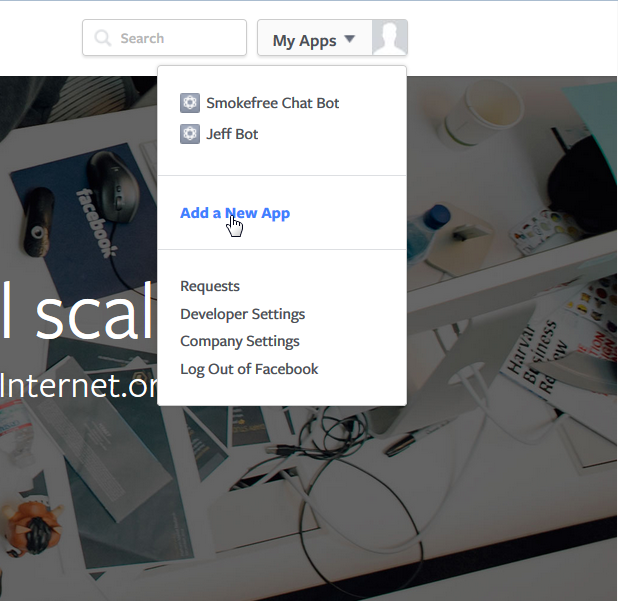 Search
My Apps
Smokefree Chat Bot
Jeff Bot
Add a New App
Requests
Developer Settings
Company Settings
Log Out of Facebook
l scal
Internet.or
facebook
Harvard
Business
Review